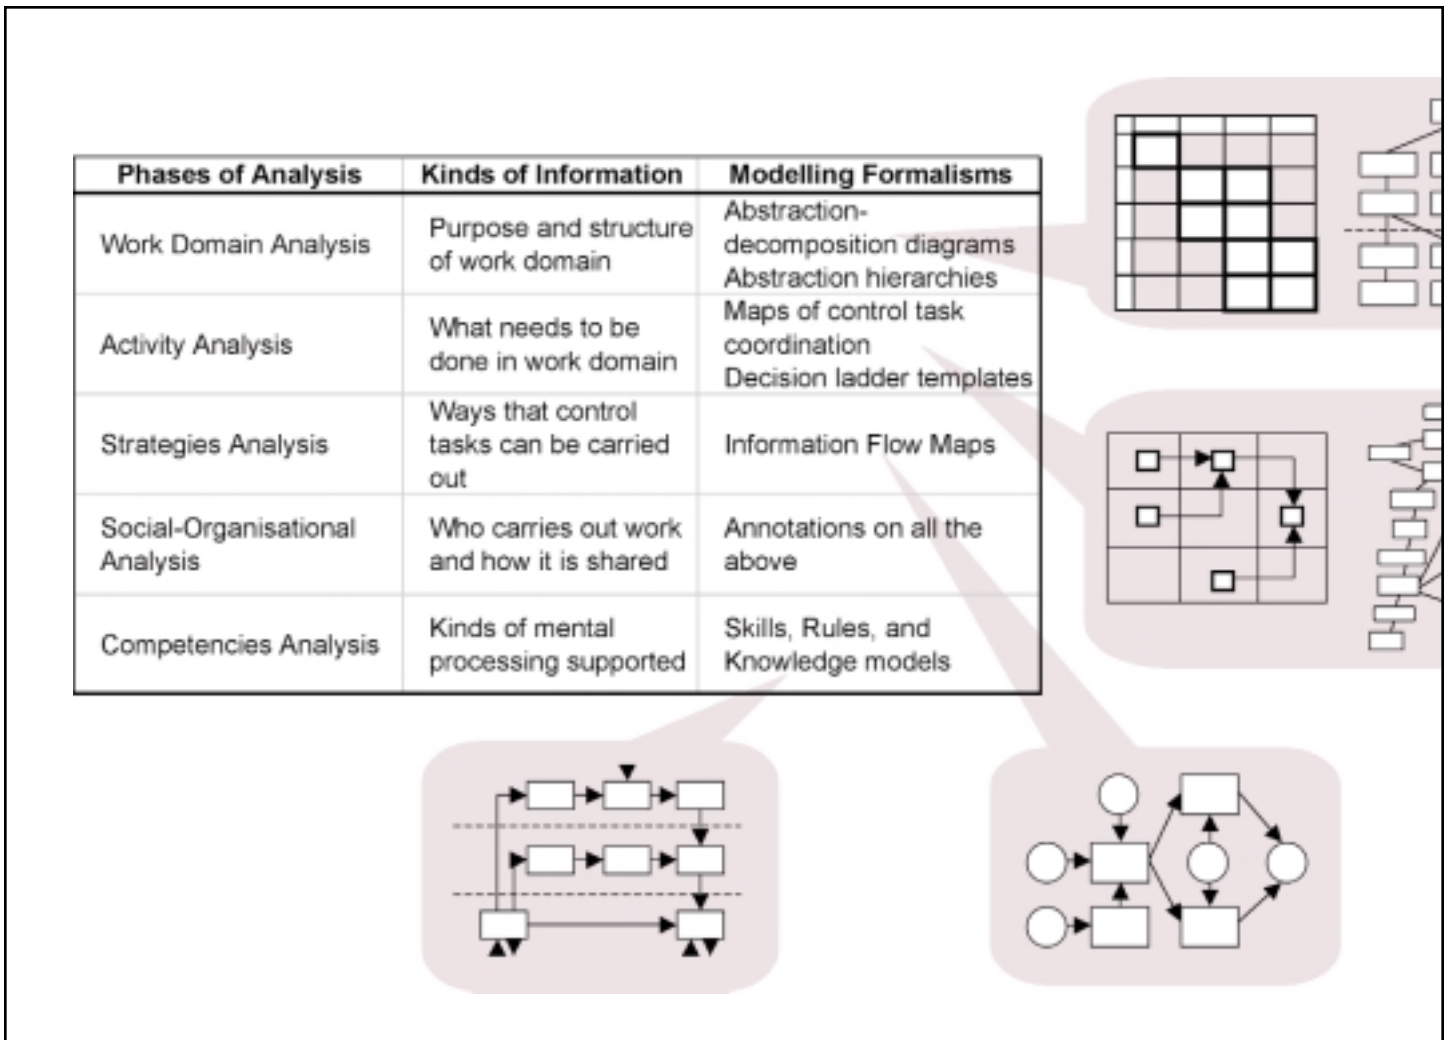 Phases of Analysis Kinds of Information Modelling Formalisms
Work Domain Analysis
Purpose and structure
of work domain
Abstraction-
decomposition diagrams
Abstraction hierarchies
Activity Analysis
What needs to be
done in work domain
Maps of control task
coordination
Decision ladder templates
Strategies Analysis
Ways that control
tasks can be carried
out
Information Flow Maps
Social-Organisational
Analysis
Who carries out work
and how it is shared
Annotations on all the
above
Competencies Analysis
Kinds of mental
processing supported
Skills, Rules, and
Knowledge models